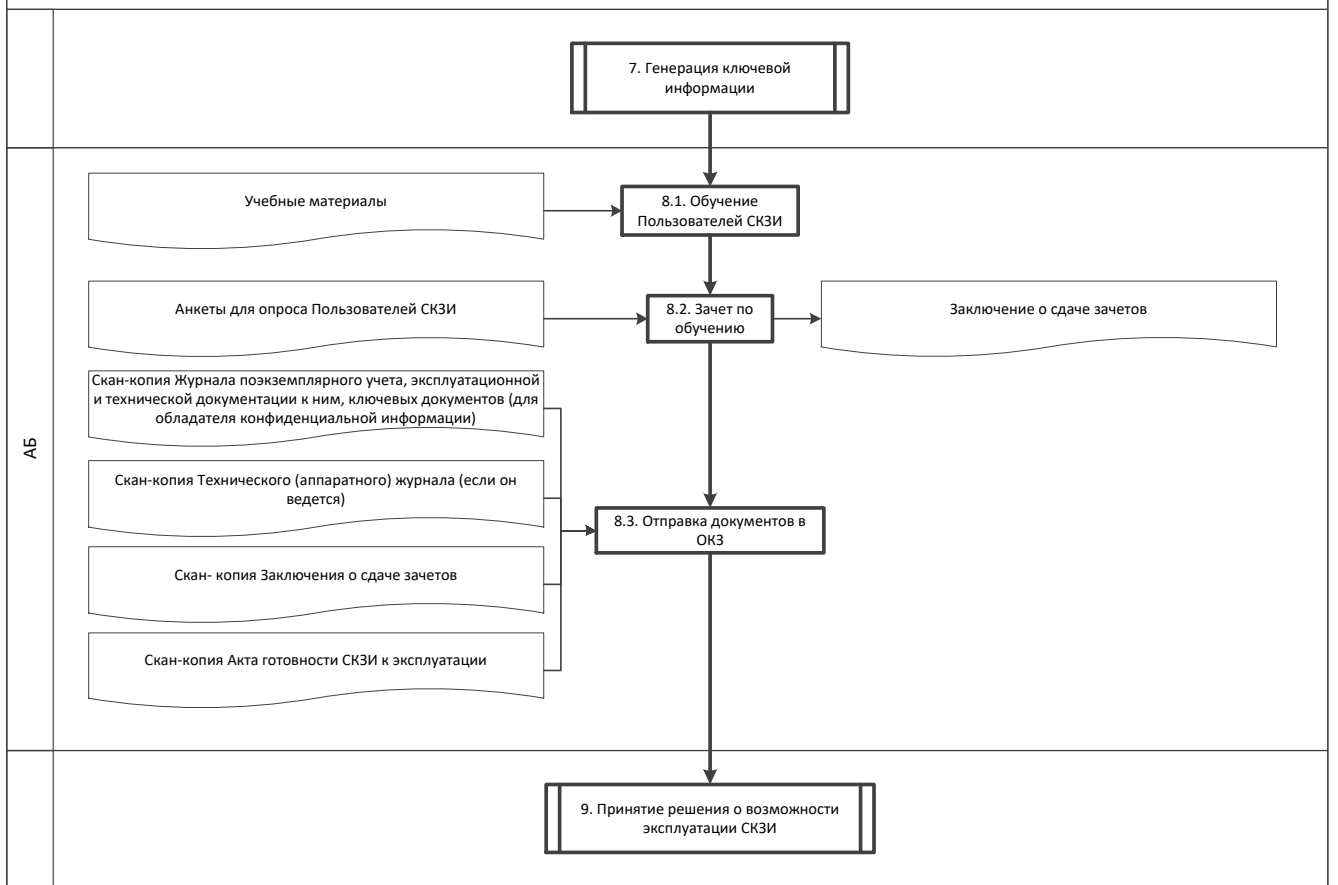 7. Генерация ключевой
информации
АБ
Учебные материалы
8.1. Обучение
Пользователей СКЗИ
Анкеты для опроса Пользователей СКЗИ
8.2. Зачет по
обучению
Заключение о сдаче зачетов
Скан-копия Журнала поэкземплярного учета, эксплуатационной
и технической документации к ним, ключевых документов (для
обладателя конфиденциальной информации)
Скан-копия Технического (аппаратного) журнала (если он
ведется)
8.3. Отправка документов в
ОКЗ
Скан- копия Заключения о сдаче зачетов
Скан-копия Акта готовности СКЗИ к эксплуатации
9. Принятие решения о возможности
эксплуатации СКЗИ